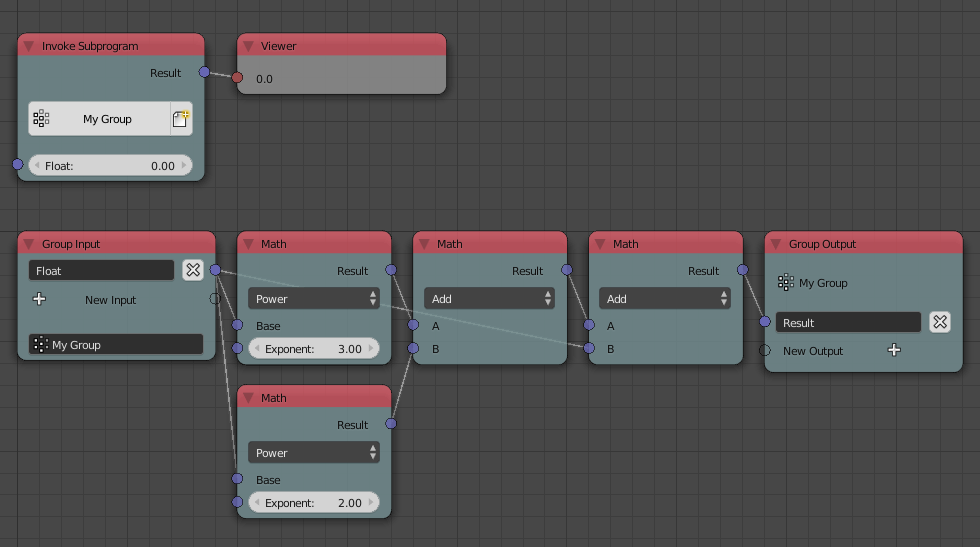 Invoke Subprogram
Result
My Group
Float: 0.00
Viewer
0.0
Group Input
Float
New Input
My Group
Math
Result
Power
Base
Exponent: 3.00
Math
Result
Power
Base
Exponent: 2.00
Math
Result
Add
A
B
Math
Result
Add
A
B
Group Output
My Group
Result
New Output